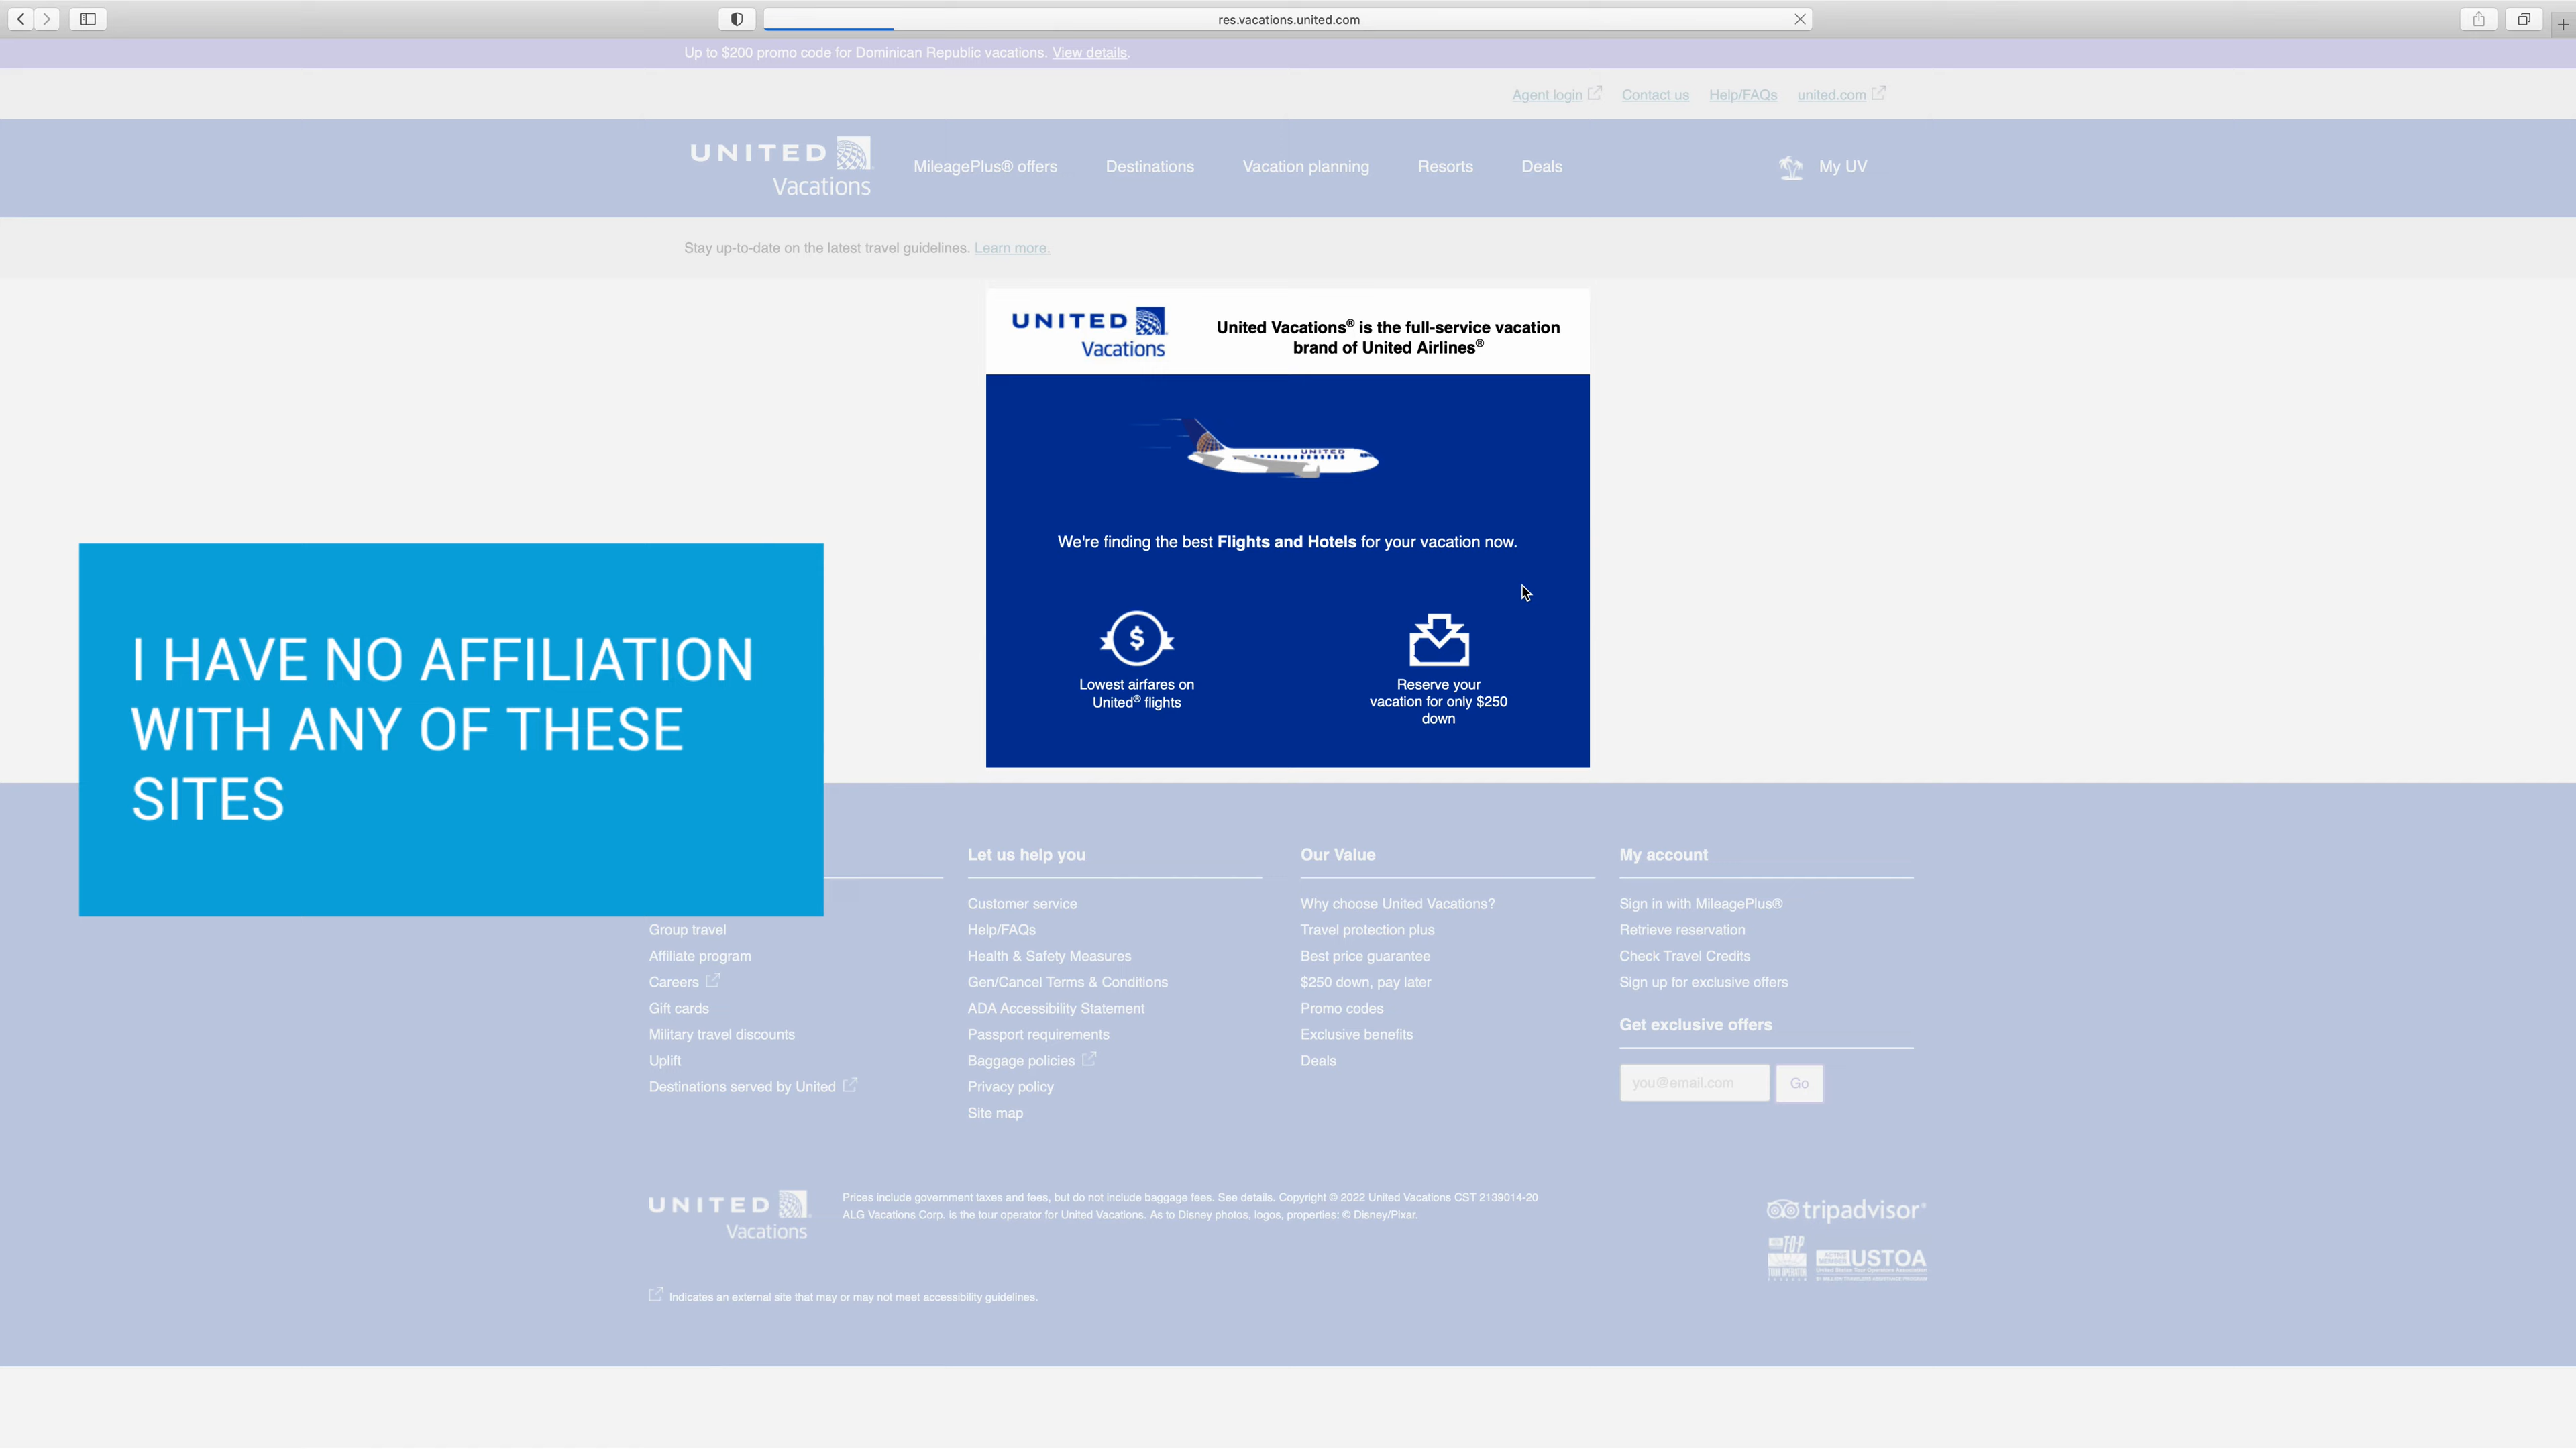 res.vacations.united.com
Up to $200 promo code for Dominican Republic vacations. View details.
Agent login Contact us Help/FAQs united.com
UNITED
Vacations
MileagePlus® offers Destinations Vacation planning Resorts Deals My UV
Stay up-to-date on the latest travel guidelines. Learn more.
UNITED
Vacations
United Vacations® is the full-service vacation
brand of United Airlines®
UNITED
We're finding the best Flights and Hotels for your vacation now.
$
Lowest airfares on
United® flights
Reserve your
vacation for only $250
down
I HAVE NO AFFILIATION
WITH ANY OF THESE
SITES
Group travel
Affiliate program
Careers
Gift cards
Military travel discounts
Uplift
Destinations served by United
Let us help you
Customer service
Help/FAQs
Health & Safety Measures
Gen/Cancel Terms & Conditions
ADA Accessibility Statement
Passport requirements
Baggage policies
Privacy policy
Site map
Our Value
Why choose United Vacations?
Travel protection plus
Best price guarantee
$250 down, pay later
Promo codes
Exclusive benefits
Deals
My account
Sign in with MileagePlus®
Retrieve reservation
Check Travel Credits
Sign up for exclusive offers
Get exclusive offers
you@email.com Go
UNITED
Vacations
Prices include government taxes and fees, but do not include baggage fees. See details. Copyright © 2022 United Vacations CST 2139014-20
ALG Vacations Corp. is the tour operator for United Vacations. As to Disney photos, logos, properties: © Disney/Pixar.
tripadvisor
TOP
ACTIVE
MEMBER USTOA
Indicates an external site that may or may not meet accessibility guidelines.